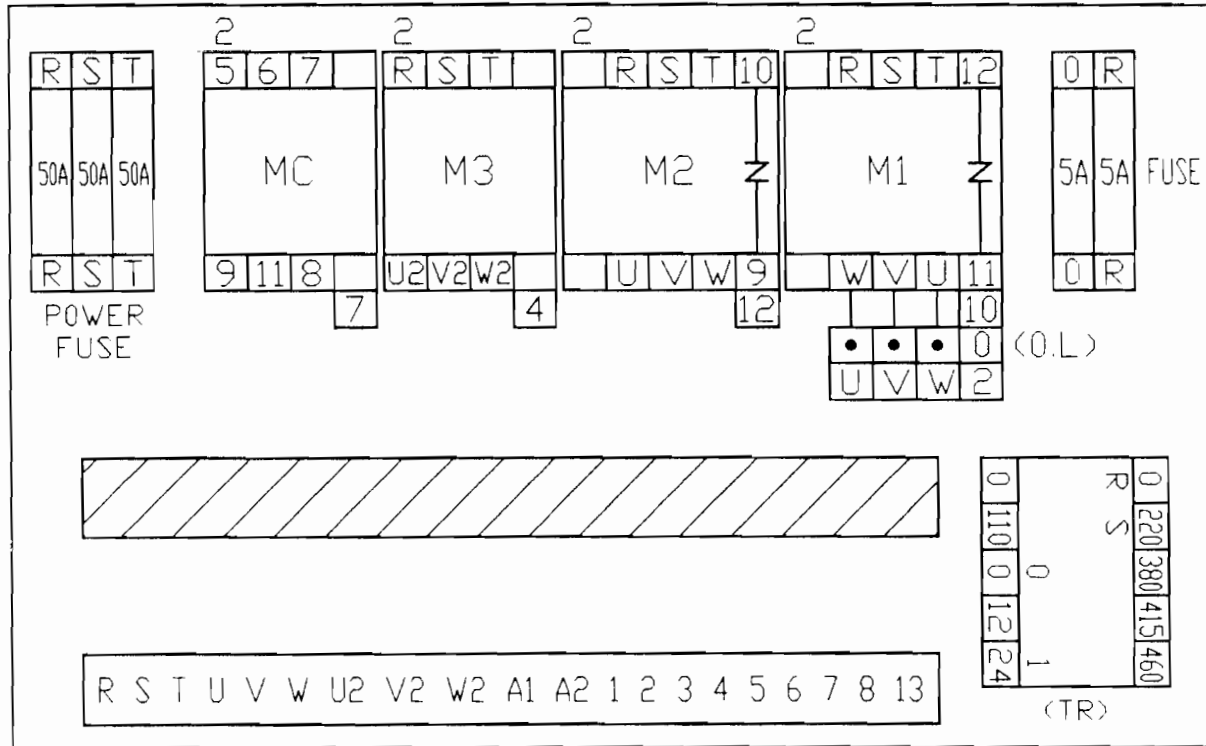 2 2 2 2
R S T 5 6 7 R S T R S T 10 R S T 12 0 R
50A 50A 50A MC M3 M2 N M1 N 5A 5A FUSE
R S T 9 11 8 U2 V2 W2 U V W 9 W V U 11 0 R
POWER 7 4 12 10
FUSE 0 (O.L)
U V W 2
0 R 0
110 S 220
0 0 380
12 415
24 1 460
R S T U V W U2 V2 W2 A1 A2 1 2 3 4 5 6 7 8 13
(TR)